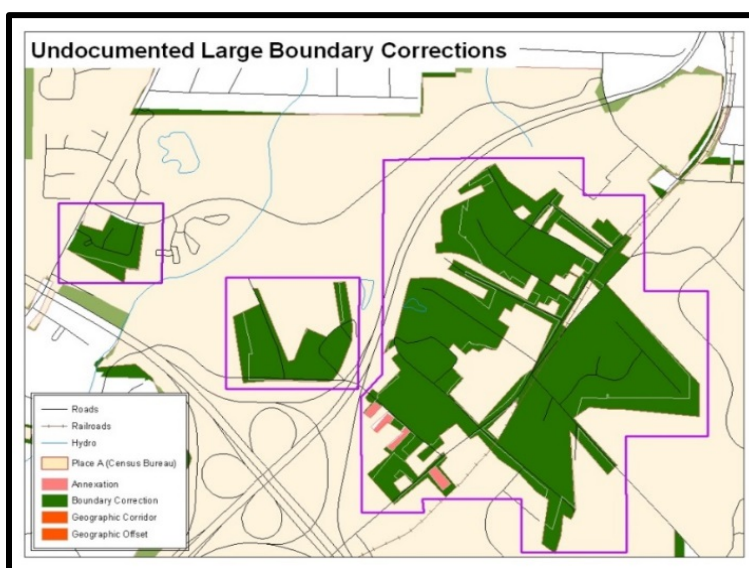 Undocumented Large Boundary Corrections
Roads
Railroads
Hydro
Place A (Census Bureau)
Annexation
Boundary Correction
Geographic Corridor
Geographic Offset